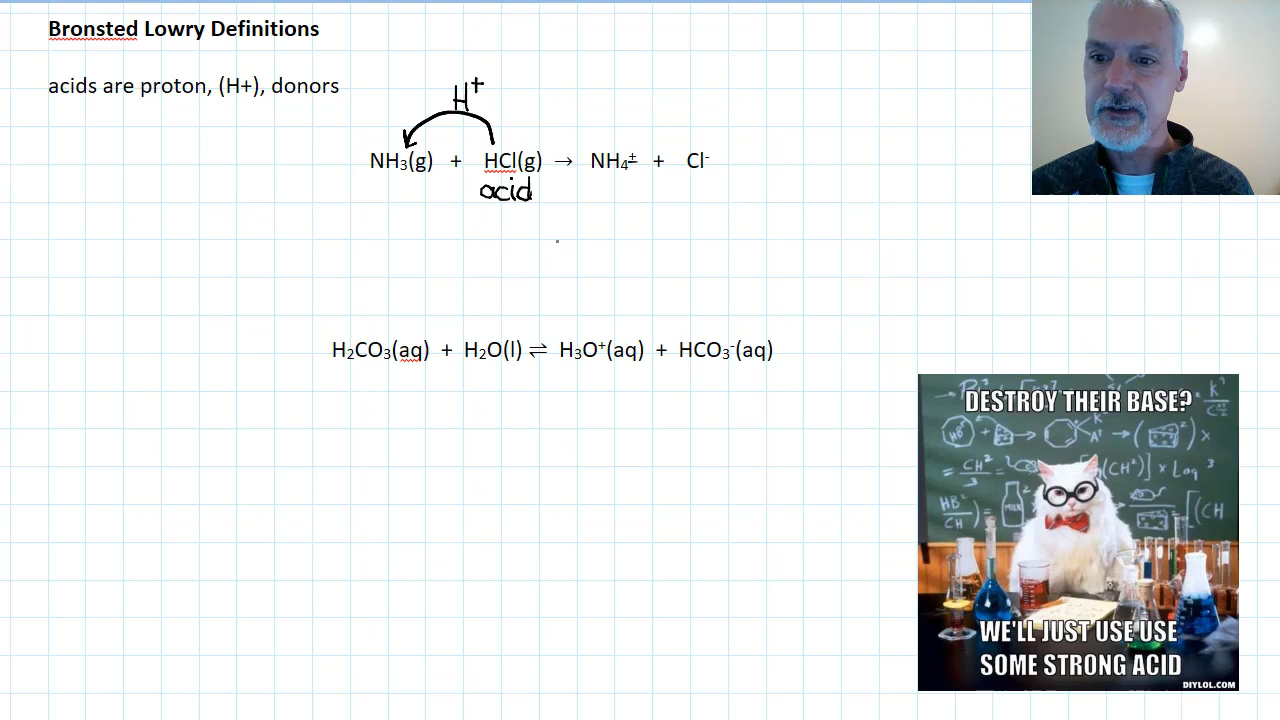 Bronsted Lowry Definitions
acids are proton, (H+), donors
H⁺
NH₃(g) + HCl(g) → NH₄⁺ + Cl⁻
acid
H₂CO₃(aq) + H₂O(l) ⇌ H₃O⁺(aq) + HCO₃⁻(aq)
DESTROY THEIR BASE?
WE'LL JUST USE USE
SOME STRONG ACID
DIYLOL.COM